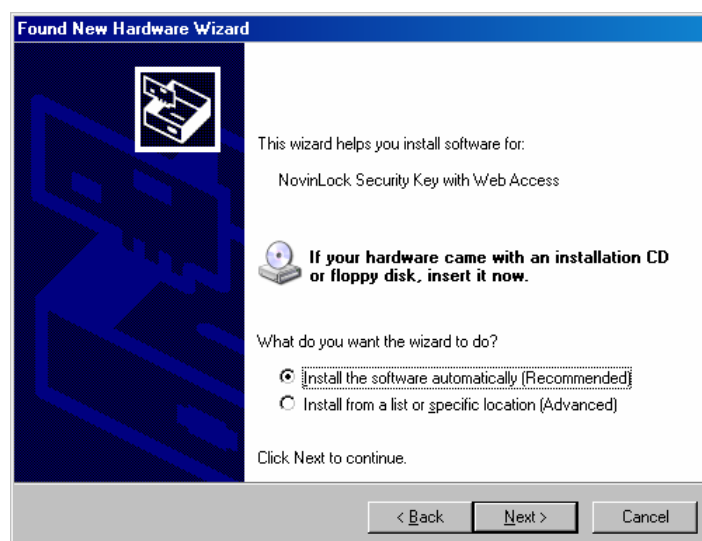 Found New Hardware Wizard
This wizard helps you install software for:
NovinLock Security Key with Web Access
If your hardware came with an installation CD
or floppy disk, insert it now.
What do you want the wizard to do?
Install the software automatically (Recommended)
Install from a list or specific location (Advanced)
Click Next to continue.
< Back Next > Cancel